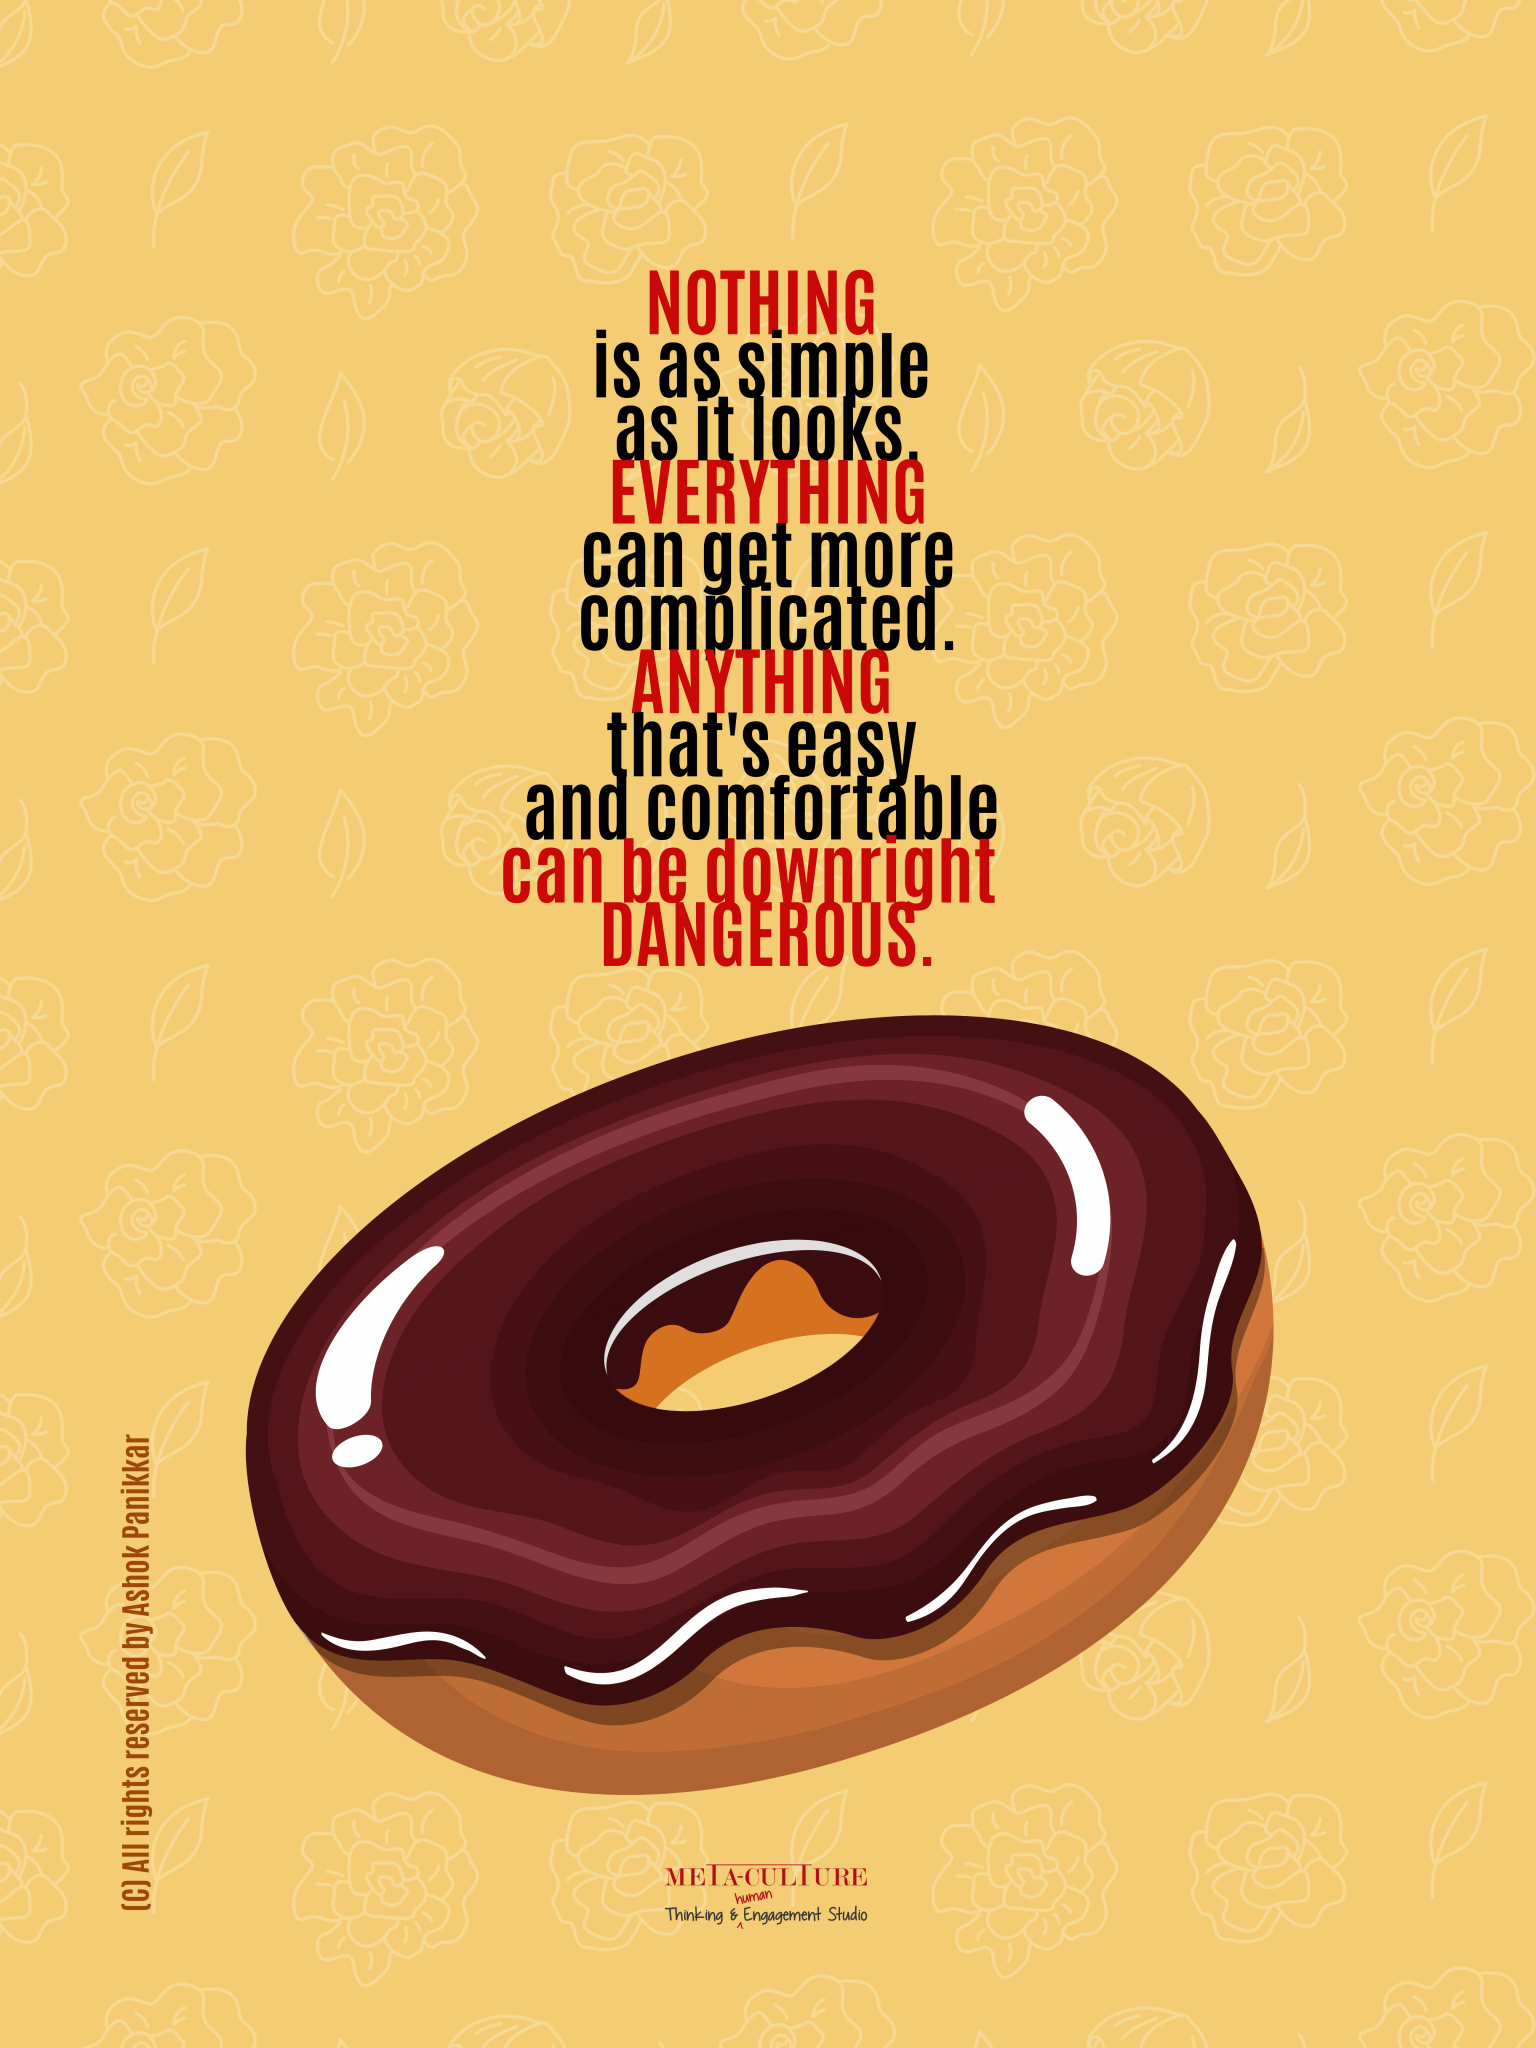 NOTHING
is as simple
as it looks.
EVERYTHING
can get more
complicated.
ANYTHING
that's easy
and comfortable
can be downright
DANGEROUS.
(C) All rights reserved by Ashok Panikkar
META-CULTURE
human
Thinking & ^ Engagement Studio